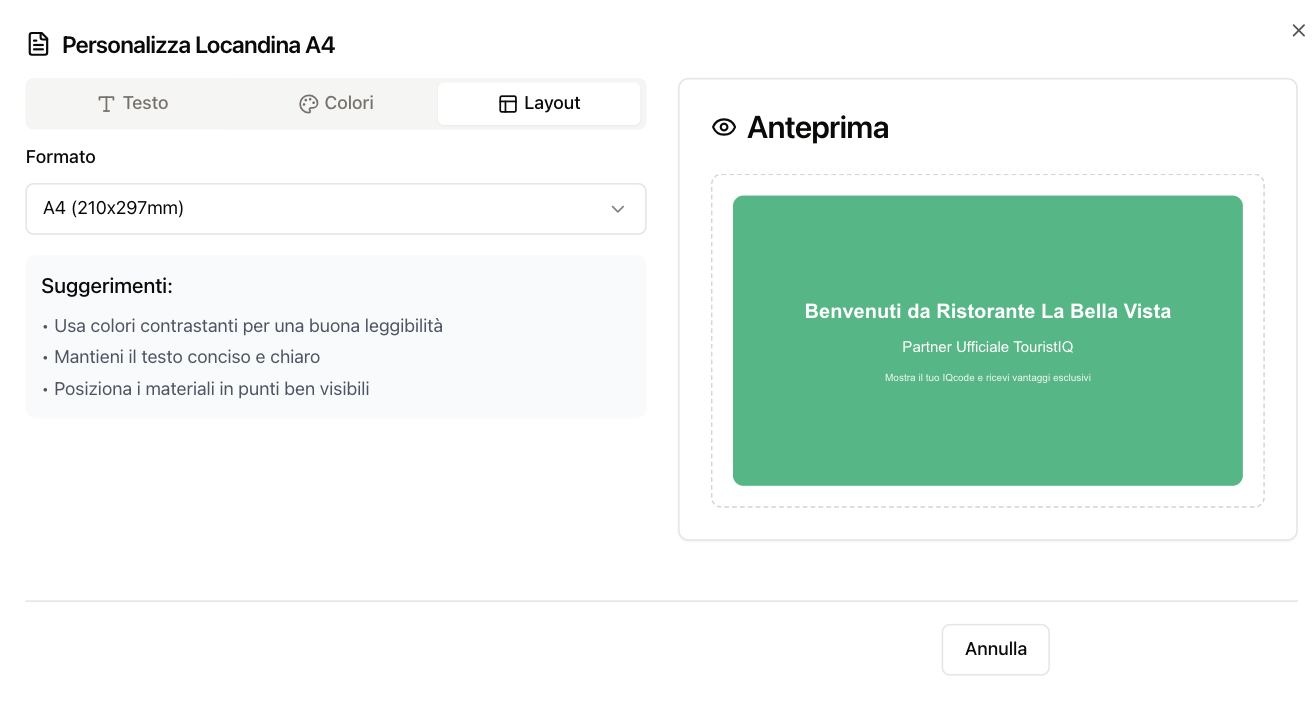 Personalizza Locandina A4
Testo
Colori
Layout
Formato
A4 (210x297mm)
Suggerimenti:
• Usa colori contrastanti per una buona leggibilità
• Mantieni il testo conciso e chiaro
• Posiziona i materiali in punti ben visibili
Anteprima
Benvenuti da Ristorante La Bella Vista
Partner Ufficiale TouristIQ
Mostra il tuo IQcode e ricevi vantaggi esclusivi
Annulla